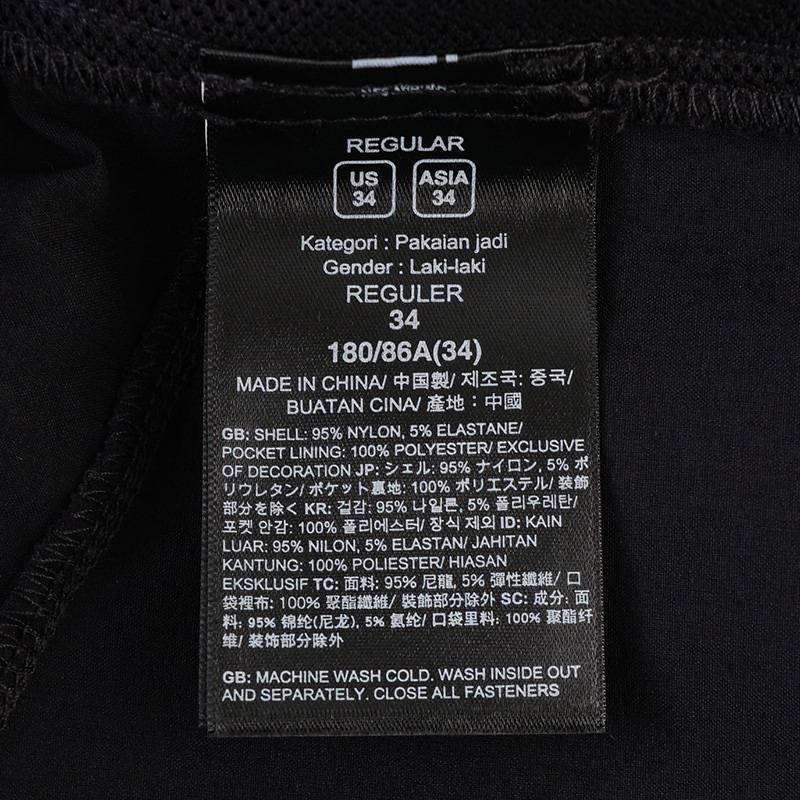 REGULAR
US ASIA
34 34
Kategori : Pakaian jadi
Gender : Laki-laki
REGULER
34
180/86A(34)
MADE IN CHINA/ 中国製/ 제조국: 중국/
BUATAN CINA/ 產地：中國
GB: SHELL: 95% NYLON, 5% ELASTANE/
POCKET LINING: 100% POLYESTER/ EXCLUSIVE
OF DECORATION JP: シェル: 95% ナイロン, 5% ポ
リウレタン/ ポケット裏地: 100% ポリエステル/ 装飾
部分を除く KR: 겉감: 95% 나일론, 5% 폴리우레탄/
포켓 안감: 100% 폴리에스터/ 장식 제외 ID: KAIN
LUAR: 95% NILON, 5% ELASTAN/ JAHITAN
KANTUNG: 100% POLIESTER/ HIASAN
EKSKLUSIF TC: 面料: 95% 尼龍, 5% 彈性纖維/ 口
袋裡布: 100% 聚酯纖維/ 裝飾部分除外 SC: 成分: 面
料: 95% 锦纶(尼龙), 5% 氨纶/ 口袋里料: 100% 聚酯纤
维/ 装饰部分除外
GB: MACHINE WASH COLD. WASH INSIDE OUT
AND SEPARATELY. CLOSE ALL FASTENERS